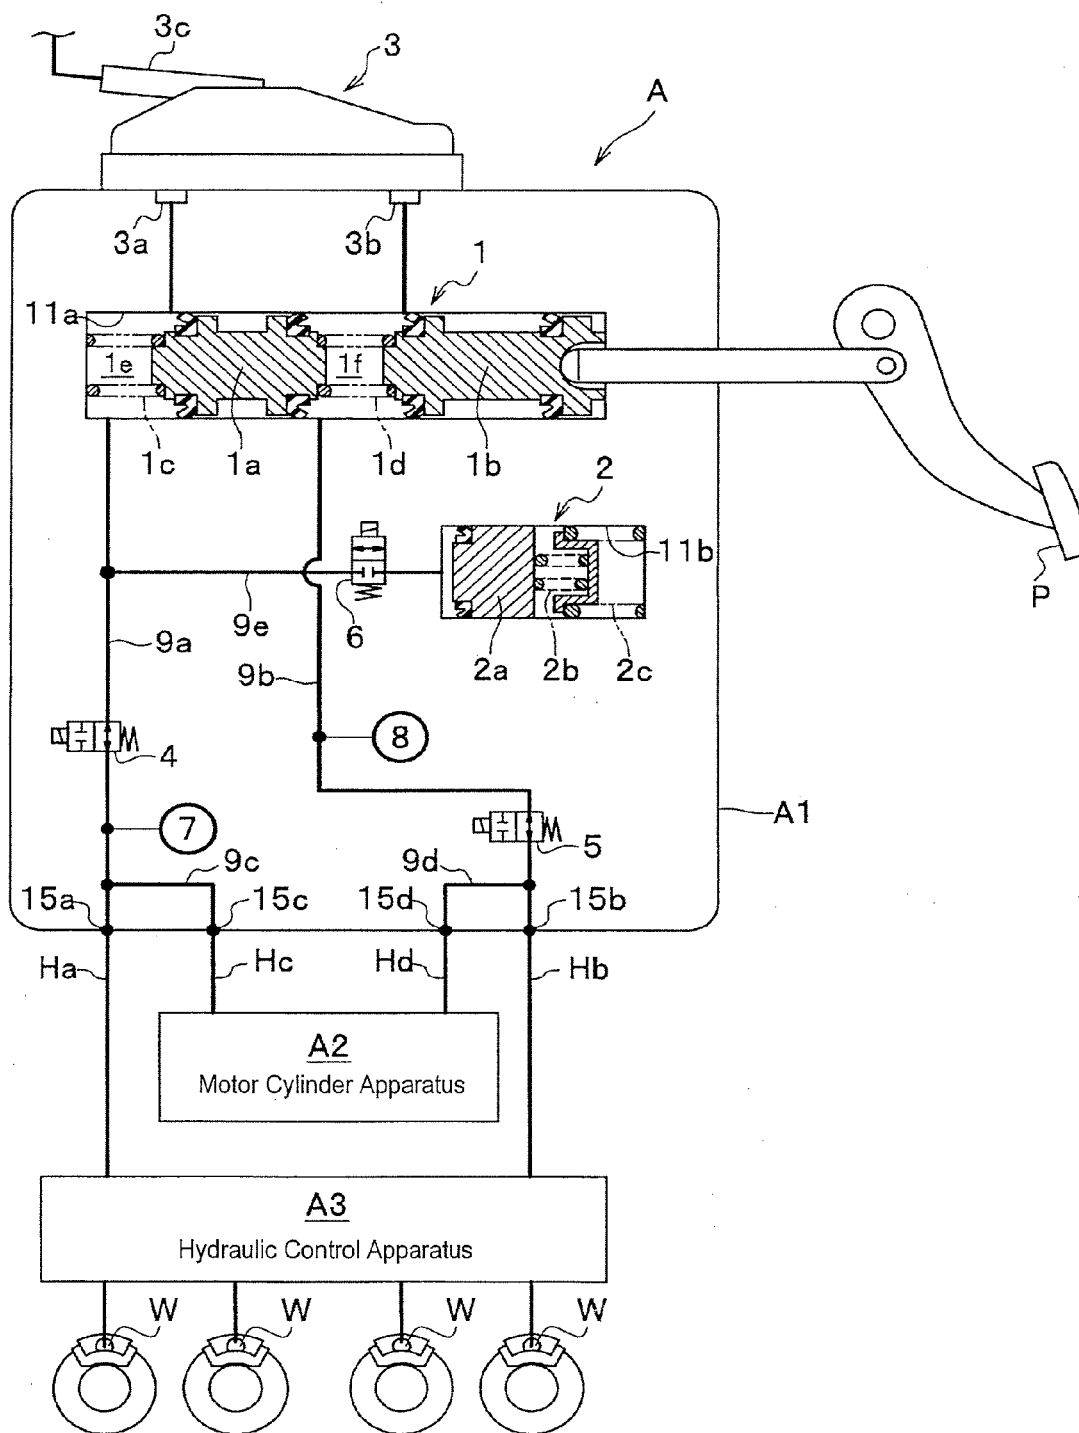 3c
3
A
3a
3b
1
11a
1e
1f
1c
1a
1d
1b
2
11b
P
6
9e
9a
2a
2b
2c
9b
8
4
A1
7
5
9c
9d
15a
15c
15d
15b
Ha
Hc
Hd
Hb
A2
Motor Cylinder Apparatus
A3
Hydraulic Control Apparatus
W
W
W
W